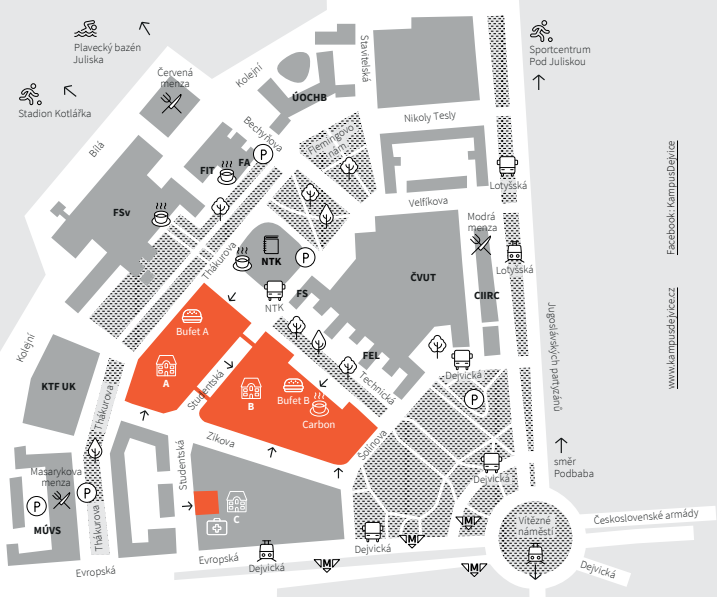 Plavecký bazén
Juliska
Stadion Kotlářka
Červená
menza
Kolejní
Stavitelská
ÚOCHB
Sportcentrum
Pod Juliskou
Nikoly Tesly
Bílá
Bechyňova
Flemingovo
nám.
P
FIT
FA
Lotyšská
Velflíkova
FSv
Modrá
menza
Thákurova
NTK
P
Lotyšská
ČVUT
CIIRC
FS
NTK
Facebook: KampusDejvice
www.kampusdejvice.cz
Jugoslávských partyzánů
Bufet A
A
Kolejní
FEL
Technická
Dejvická
P
KTF UK
Thákurova
Studentská
B
Bufet B
Carbon
Zikova
Šolínova
Studentská
směr
Podbaba
Masarykova
menza
P
P
MÚVS
Thákurova
Dejvická
C
Vítězné
náměstí
Československé armády
Evropská
Evropská
Dejvická
M
Dejvická
M
M
M
Dejvická